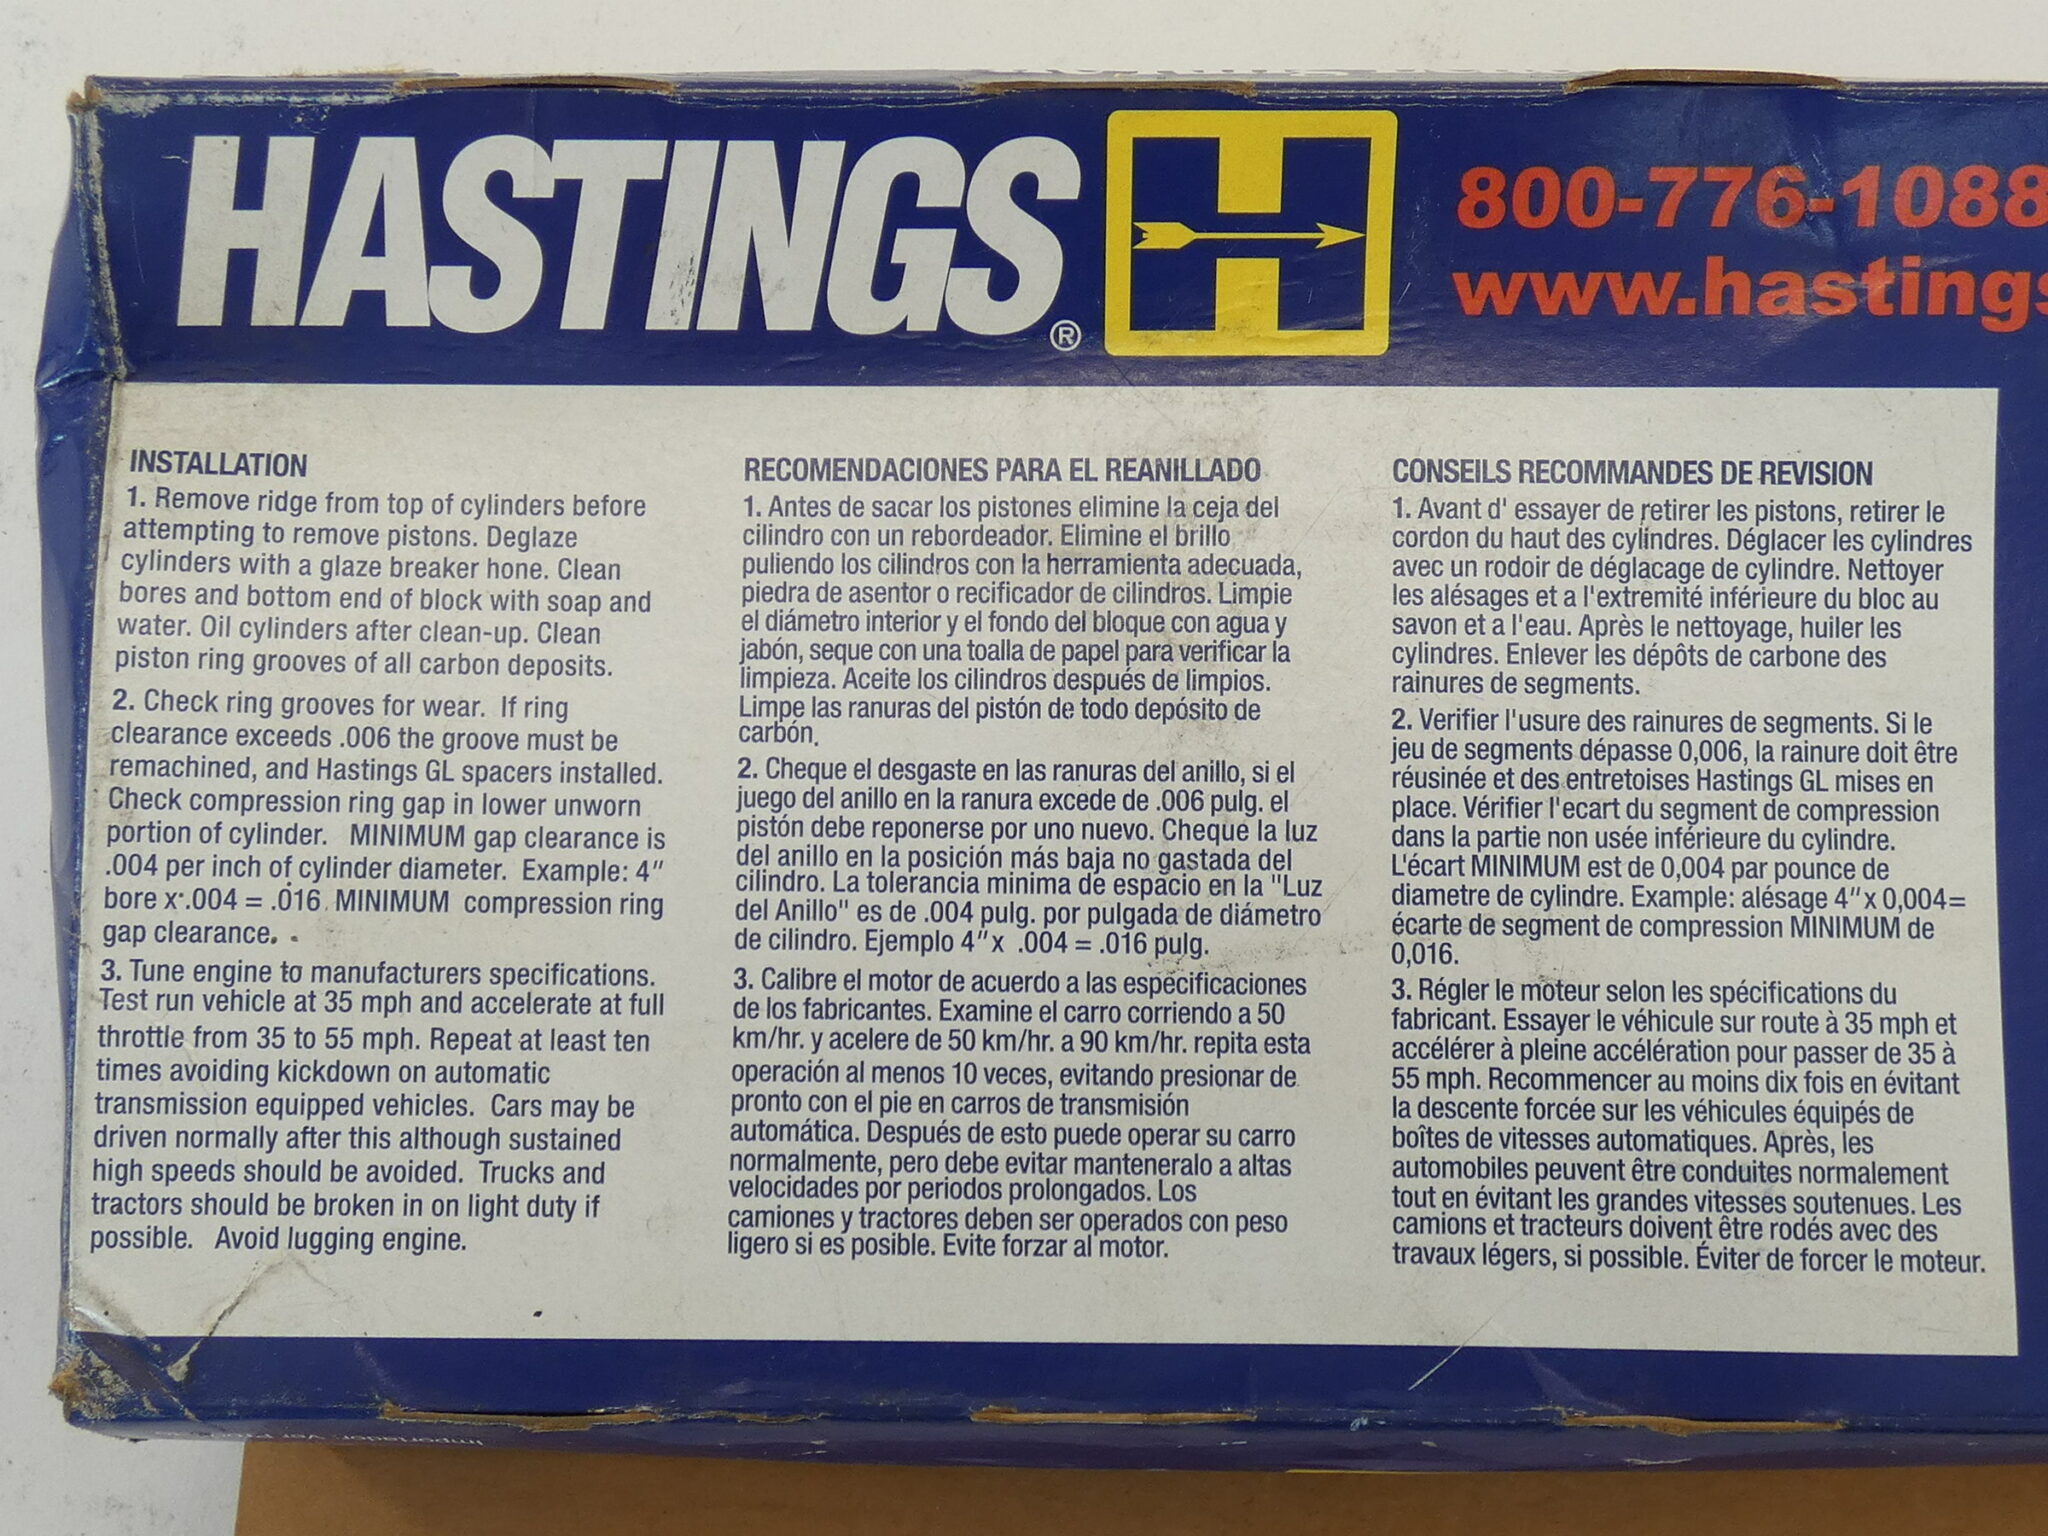 HASTINGS®
H
800-776-1088
www.hastings
INSTALLATION
1. Remove ridge from top of cylinders before
attempting to remove pistons. Deglaze
cylinders with a glaze breaker hone. Clean
bores and bottom end of block with soap and
water. Oil cylinders after clean-up. Clean
piston ring grooves of all carbon deposits.
2. Check ring grooves for wear. If ring
clearance exceeds .006 the groove must be
remachined, and Hastings GL spacers installed.
Check compression ring gap in lower unworn
portion of cylinder. MINIMUM gap clearance is
.004 per inch of cylinder diameter. Example: 4"
bore x .004 = .016 MINIMUM compression ring
gap clearance.
3. Tune engine to manufacturers specifications.
Test run vehicle at 35 mph and accelerate at full
throttle from 35 to 55 mph. Repeat at least ten
times avoiding kickdown on automatic
transmission equipped vehicles. Cars may be
driven normally after this although sustained
high speeds should be avoided. Trucks and
tractors should be broken in on light duty if
possible. Avoid lugging engine.
RECOMENDACIONES PARA EL REANILLADO
1. Antes de sacar los pistones elimine la ceja del
cilindro con un rebordeador. Elimine el brillo
puliendo los cilindros con la herramienta adecuada,
piedra de asentor o recificador de cilindros. Limpie
el diámetro interior y el fondo del bloque con agua y
jabón, seque con una toalla de papel para verificar la
limpieza. Aceite los cilindros después de limpios.
Limpe las ranuras del pistón de todo depósito de
carbón.
2. Cheque el desgaste en las ranuras del anillo, si el
juego del anillo en la ranura excede de .006 pulg. el
pistón debe reponerse por uno nuevo. Cheque la luz
del anillo en la posición más baja no gastada del
cilindro. La tolerancia minima de espacio en la "Luz
del Anillo" es de .004 pulg. por pulgada de diámetro
de cilindro. Ejemplo 4"x .004 = .016 pulg.
3. Calibre el motor de acuerdo a las especificaciones
de los fabricantes. Examine el carro corriendo a 50
km/hr. y acelere de 50 km/hr. a 90 km/hr. repita esta
operación al menos 10 veces, evitando presionar de
pronto con el pie en carros de transmisión
automática. Después de esto puede operar su carro
normalmente, pero debe evitar manteneralo a altas
velocidades por periodos prolongados. Los
camiones y tractores deben ser operados con peso
ligero si es posible. Evite forzar al motor.
CONSEILS RECOMMANDES DE REVISION
1. Avant d' essayer de retirer les pistons, retirer le
cordon du haut des cylindres. Déglacer les cylindres
avec un rodoir de déglacage de cylindre. Nettoyer
les alésages et a l'extremité inférieure du bloc au
savon et a l'eau. Après le nettoyage, huiler les
cylindres. Enlever les dépôts de carbone des
rainures de segments.
2. Verifier l'usure des rainures de segments. Si le
jeu de segments dépasse 0,006, la rainure doit être
réusinée et des entretoises Hastings GL mises en
place. Vérifier l'ecart du segment de compression
dans la partie non usée inférieure du cylindre.
L'écart MINIMUM est de 0,004 par pounce de
diametre de cylindre. Example: alésage 4"x 0,004=
écarte de segment de compression MINIMUM de
0,016.
3. Régler le moteur selon les spécifications du
fabricant. Essayer le véhicule sur route à 35 mph et
accélérer à pleine accélération pour passer de 35 à
55 mph. Recommencer au moins dix fois en évitant
la descente forcée sur les véhicules équipés de
boîtes de vitesses automatiques. Après, les
automobiles peuvent être conduites normalement
tout en évitant les grandes vitesses soutenues. Les
camions et tracteurs doivent être rodés avec des
travaux légers, si possible. Éviter de forcer le moteur.
Importador: Ver